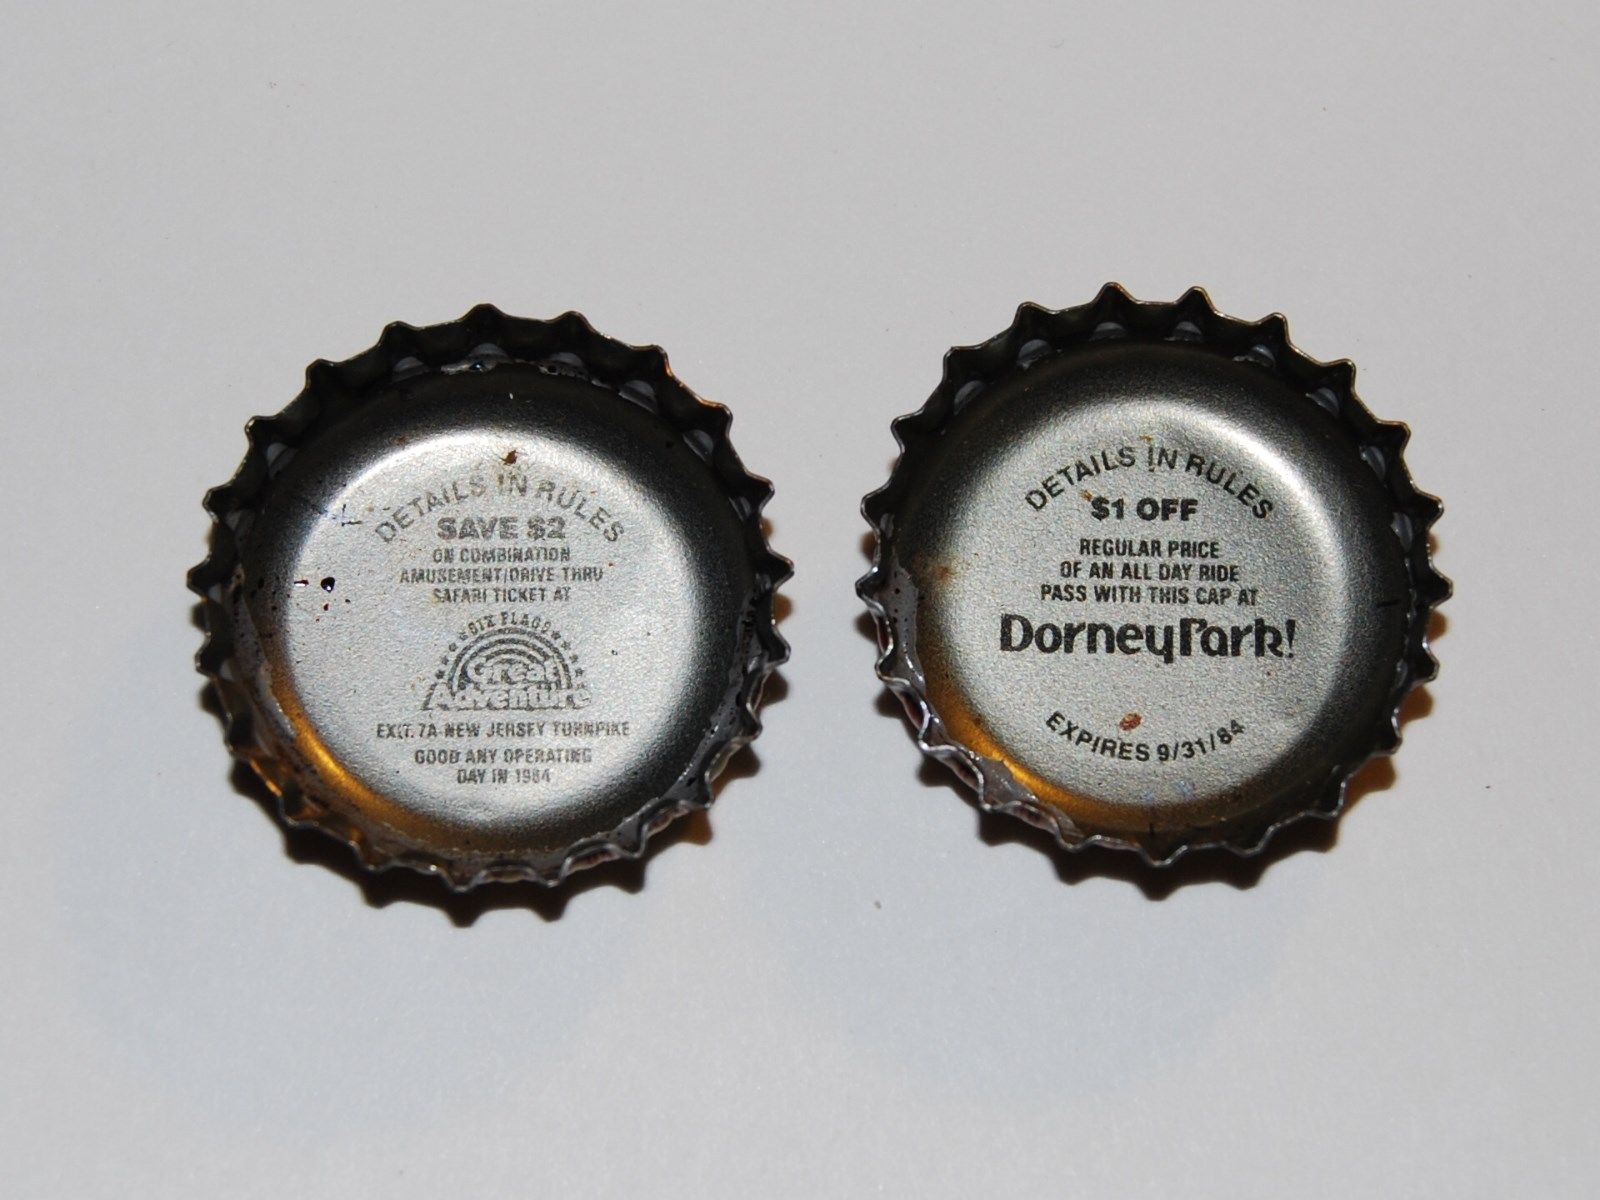 DETAILS IN RULES
SAVE $2
ON COMBINATION
AMUSEMENT/DRIVE THRU
SAFARI TICKET AT
SIX FLAGS
Great
Adventure
EXIT 7A NEW JERSEY TURNPIKE
GOOD ANY OPERATING
DAY IN 1984
DETAILS IN RULES
$1 OFF
REGULAR PRICE
OF AN ALL DAY RIDE
PASS WITH THIS CAP AT
DorneyPark!
EXPIRES 9/31/84